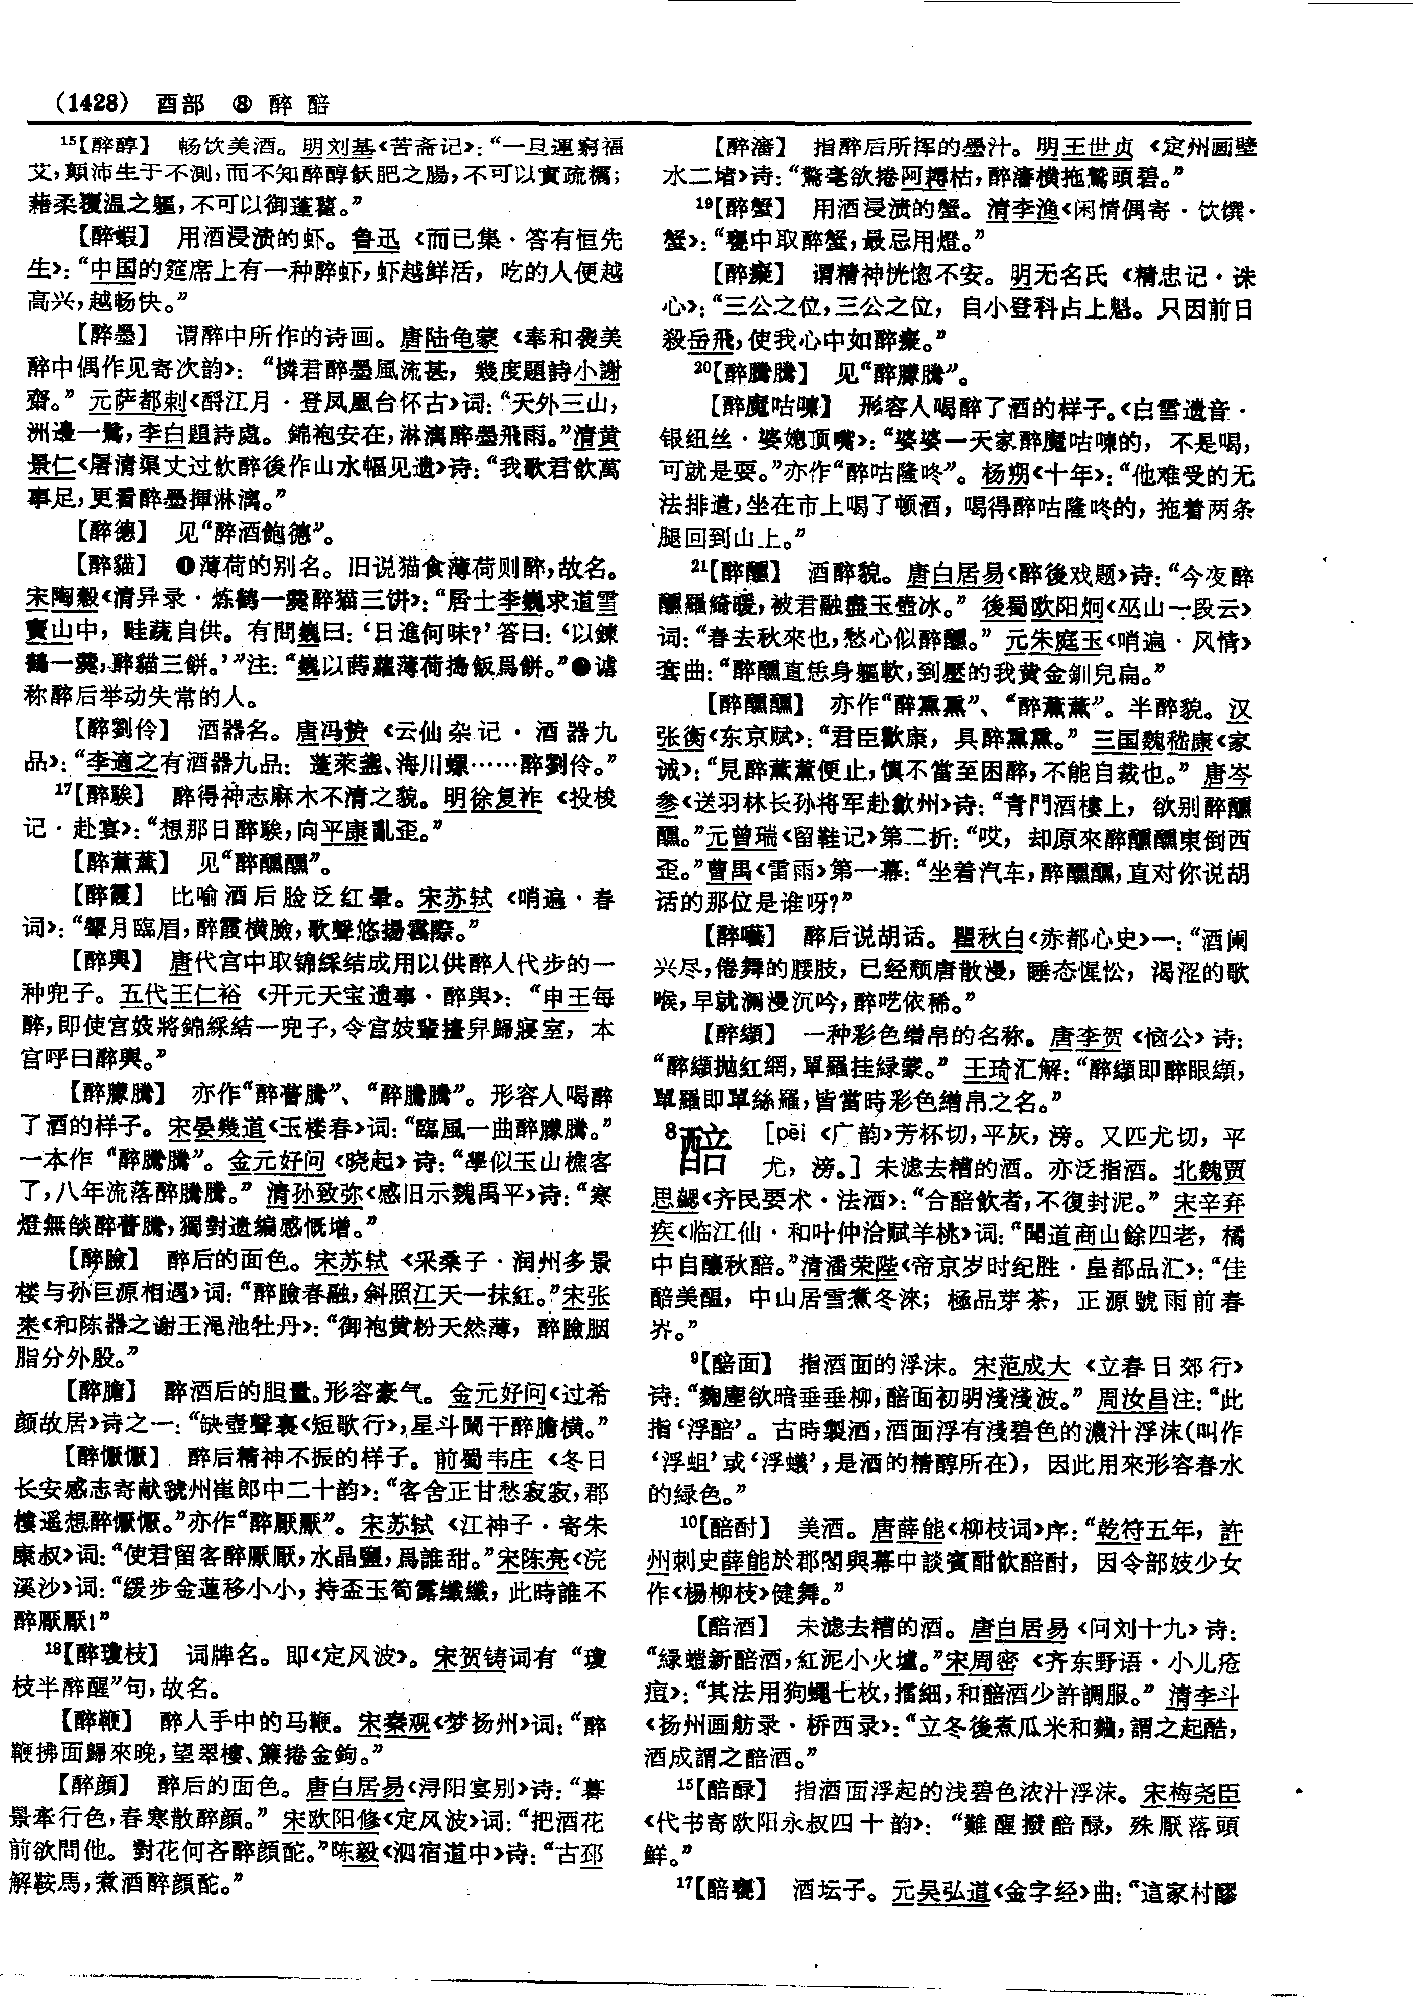 （1428） 酉部 ⑧ 醉 醅
15【醉醇】 畅饮美酒。明刘基《苦斋记》：“一旦運窮福
艾，顛沛生于不測，而不知醉醇飫肥之腸，不可以實疏糲；
藉柔覆温之軀，不可以御蓬藋。”
【醉蝦】 用酒浸渍的虾。鲁迅《而已集·答有恒先
生》：“中国的筵席上有一种醉虾，虾越鲜活，吃的人便越
高兴，越畅快。”
【醉墨】 谓醉中所作的诗画。唐陆龟蒙《奉和袭美
醉中偶作见寄次韵》：“憐君醉墨風流甚，幾度題詩小謝
齋。”元萨都剌《酹江月·登凤凰台怀古》词：“天外三山，
洲邊一鷺，李白題詩處。錦袍安在，淋漓醉墨飛雨。”清黄
景仁《屠清渠丈过飲醉後作山水幅见遗》诗：“我歌君飲萬
事足，更看醉墨揮淋漓。”
【醉德】 见“醉酒飽德”。
【醉貓】 ❶薄荷的别名。旧说猫食薄荷则醉，故名。
宋陶穀《清异录·炼鹤一羹醉猫三饼》：“居士李巍求道雪
竇山中，畦蔬自供。有問巍曰：‘日進何味？’答曰：‘以鍊
鶴一羹，醉貓三餅。’”注：“巍以蒔蘿薄荷搗飯爲餅。”❷谑
称醉后举动失常的人。
【醉劉伶】 酒器名。唐冯贽《云仙杂记·酒器九
品》：“李適之有酒器九品：蓬萊盞、海川螺……醉劉伶。”
17【醉騃】 醉得神志麻木不清之貌。明徐复祚《投梭
记·赴宴》：“想那日醉騃，向平康亂歪。”
【醉薰薰】 见“醉醺醺”。
【醉霞】 比喻酒后脸泛红晕。宋苏轼《哨遍·春
词》：“顰月臨眉，醉霞横臉，歌聲悠揚雲際。”
【醉輿】 唐代宫中取锦綵结成用以供醉人代步的一
种兜子。五代王仁裕《开元天宝遗事·醉舆》：“申王每
醉，即使宫妓將錦綵結一兜子，令宫妓輩擡舁歸寢室，本
宫呼曰醉輿。”
【醉朦騰】 亦作“醉瞢騰”、“醉騰騰”。形容人喝醉
了酒的样子。宋晏幾道《玉楼春》词：“臨風一曲醉朦騰。”
一本作“醉騰騰”。金元好问《晓起》诗：“學似玉山樵客
了，八年流落醉騰騰。”清孙致弥《感旧示魏禹平》诗：“寒
燈無燄醉瞢騰，獨對遺編感慨增。”
【醉臉】 醉后的面色。宋苏轼《采桑子·润州多景
楼与孙巨源相遇》词：“醉臉春融，斜照江天一抹紅。”宋张
耒《和陈器之谢王渑池牡丹》：“御袍黄粉天然薄，醉臉胭
脂分外殷。”
【醉膽】 醉酒后的胆量。形容豪气。金元好问《过希
颜故居》诗之一：“缺壺聲裏《短歌行》，星斗闌干醉膽横。”
【醉懨懨】 醉后精神不振的样子。前蜀韦庄《冬日
长安感志寄献虢州崔郎中二十韵》：“客舍正甘愁寂寂，郡
樓遥想醉懨懨。”亦作“醉厭厭”。宋苏轼《江神子·寄朱
康叔》词：“使君留客醉厭厭，水晶鹽，爲誰甜。”宋陈亮《浣
溪沙》词：“缓步金蓮移小小，持盃玉筍露纖纖，此時誰不
醉厭厭！”
18【醉瓊枝】 词牌名。即《定风波》。宋贺铸词有“瓊
枝半醉醒”句，故名。
【醉鞭】 醉人手中的马鞭。宋秦观《梦扬州》词：“醉
鞭拂面歸來晚，望翠樓、簾捲金鉤。”
【醉顔】 醉后的面色。唐白居易《浔阳宴别》诗：“暮
景牽行色，春寒散醉顔。”宋欧阳修《定风波》词：“把酒花
前欲問他。對花何吝醉顔酡。”陈毅《泗宿道中》诗：“古邳
解鞍馬，煮酒醉顔酡。”
【醉瀋】 指醉后所挥的墨汁。明王世贞《定州画壁
水二堵》诗：“驚毫欲捲阿耨枯，醉瀋横拖鷲頭碧。”
19【醉蟹】 用酒浸渍的蟹。清李渔《闲情偶寄·饮馔·
蟹》：“甕中取醉蟹，最忌用燈。”
【醉癡】 谓精神恍惚不安。明无名氏《精忠记·诛
心》：“三公之位，三公之位，自小登科占上魁。只因前日
殺岳飛，使我心中如醉癡。”
20【醉騰騰】 见“醉朦騰”。
【醉魔咕咚】 形容人喝醉了酒的样子。《白雪遗音·
银纽丝·婆媳顶嘴》：“婆婆一天家醉魔咕咚的，不是喝，
可就是耍。”亦作“醉咕隆咚”。杨朔《十年》：“他难受的无
法排遣，坐在市上喝了顿酒，喝得醉咕隆咚的，拖着两条
腿回到山上。”
21【醉醺】 酒醉貌。唐白居易《醉後戏题》诗：“今夜醉
醺羅綺暖，被君融盡玉壺冰。”後蜀欧阳炯《巫山一段云》
词：“春去秋來也，愁心似醉醺。”元朱庭玉《哨遍·风情》
套曲：“醉醺直恁身軀軟，到壓的我黄金釧兒扁。”
【醉醺醺】 亦作“醉熏熏”、“醉薰薰”。半醉貌。汉
张衡《东京赋》：“君臣歡康，具醉熏熏。”三国魏嵇康《家
诫》：“見醉薰薰便止，慎不當至困醉，不能自裁也。”唐岑
参《送羽林长孙将军赴歙州》诗：“青門酒樓上，欲别醉醺
醺。”元曾瑞《留鞋记》第二折：“哎，却原來醉醺醺東倒西
歪。”曹禺《雷雨》第一幕：“坐着汽车，醉醺醺，直对你说胡
话的那位是谁呀？”
【醉囈】 醉后说胡话。瞿秋白《赤都心史》一：“酒阑
兴尽，倦舞的腰肢，已经颓唐散漫，睡态惺忪，渴涩的歌
喉，早就澜漫沉吟，醉呓依稀。”
【醉纈】 一种彩色缯帛的名称。唐李贺《恼公》诗：
“醉纈抛紅網，單羅挂緑蒙。”王琦汇解：“醉纈即醉眼纈，
單羅即單絲羅，皆當時彩色繒帛之名。”
8醅 ［pēi《广韵》芳杯切，平灰，滂。又匹尤切，平
尤，滂。］未滤去糟的酒。亦泛指酒。北魏贾
思勰《齐民要术·法酒》：“合醅飲者，不復封泥。”宋辛弃
疾《临江仙·和叶仲洽赋羊桃》词：“聞道商山餘四老，橘
中自釀秋醅。”清潘荣陛《帝京岁时纪胜·皇都品汇》：“佳
醅美醖，中山居雪煮冬淶；極品芽茶，正源號雨前春
岕。”
9【醅面】 指酒面的浮沫。宋范成大《立春日郊行》
诗：“麴塵欲暗垂垂柳，醅面初明淺淺波。”周汝昌注：“此
指‘浮醅’。古時製酒，酒面浮有淺碧色的濃汁浮沫（叫作
‘浮蛆’或‘浮蟻’，是酒的精醇所在），因此用來形容春水
的緑色。”
10【醅酎】 美酒。唐薛能《柳枝词》序：“乾符五年，許
州刺史薛能於郡閣與幕中談賓酣飲醅酎，因令部妓少女
作《楊柳枝》健舞。”
【醅酒】 未滤去糟的酒。唐白居易《问刘十九》诗：
“緑螘新醅酒，紅泥小火爐。”宋周密《齐东野语·小儿疮
痘》：“其法用狗蠅七枚，擂細，和醅酒少許調服。”清李斗
《扬州画舫录·桥西录》：“立冬後煮瓜米和麴，謂之起酷，
酒成謂之醅酒。”
15【醅醁】 指酒面浮起的浅碧色浓汁浮沫。宋梅尧臣
《代书寄欧阳永叔四十韵》：“難醒撥醅醁，殊厭落頭
鮮。”
17【醅甕】 酒坛子。元吴弘道《金字经》曲：“這家村醪